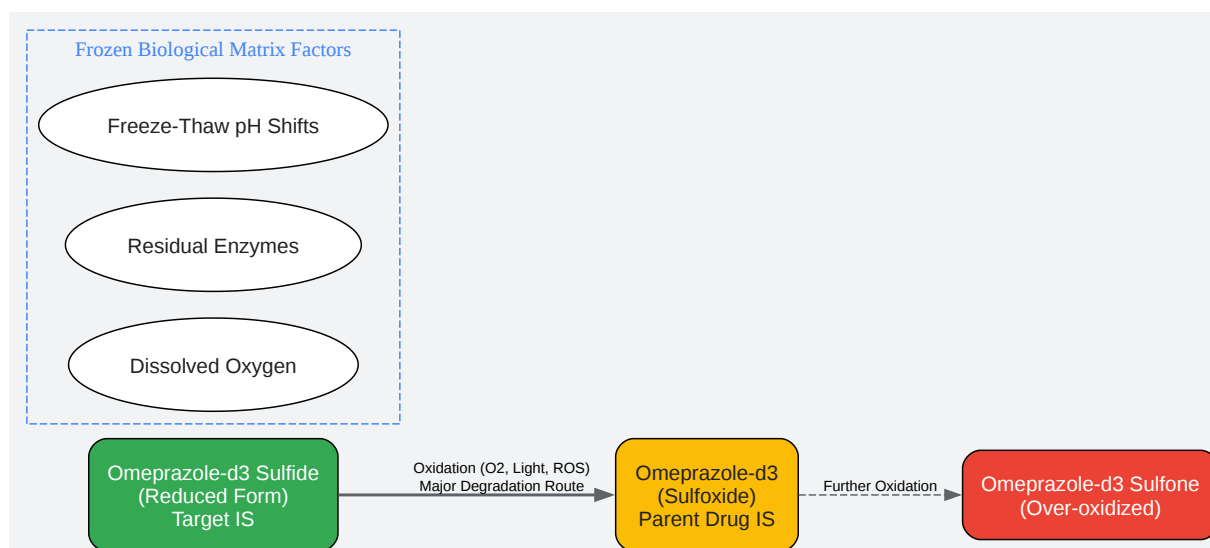 Frozen Biological Matrix Factors
Freeze-Thaw pH Shifts
Residual Enzymes
Dissolved Oxygen
Omeprazole-d3 Sulfide
(Reduced Form)
Target IS
Oxidation (O2, Light, ROS)
Major Degradation Route
Omeprazole-d3
(Sulfoxide)
Parent Drug IS
Further Oxidation
Omeprazole-d3 Sulfone
(Over-oxidized)